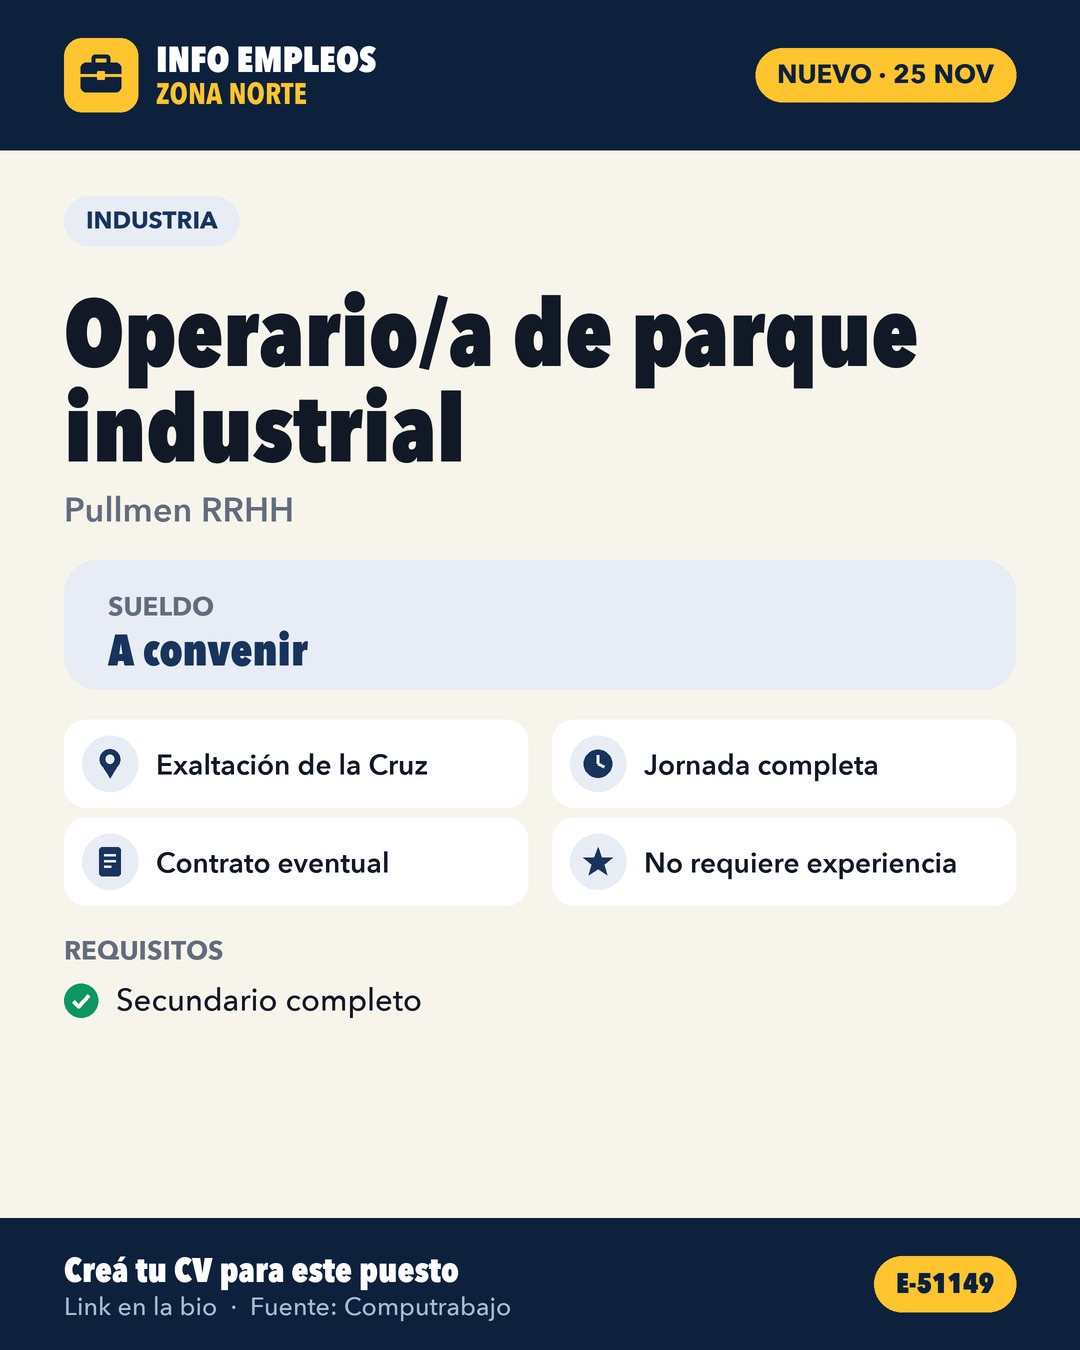 INFO EMPLEOS
ZONA NORTE
NUEVO · 25 NOV
INDUSTRIA
Operario/a de parque
industrial
Pullmen RRHH
SUELDO
A convenir
Exaltación de la Cruz
Jornada completa
Contrato eventual
No requiere experiencia
REQUISITOS
Secundario completo
Creá tu CV para este puesto
Link en la bio · Fuente: Computrabajo
E-51149